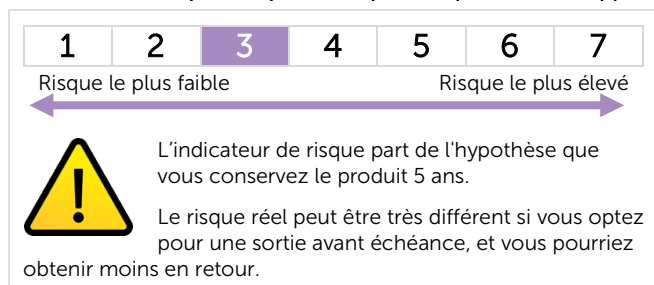 1 2 3 4 5 6 7
Risque le plus faible Risque le plus élevé
L’indicateur de risque part de l'hypothèse que
vous conservez le produit 5 ans.
Le risque réel peut être très différent si vous optez
pour une sortie avant échéance, et vous pourriez
obtenir moins en retour.